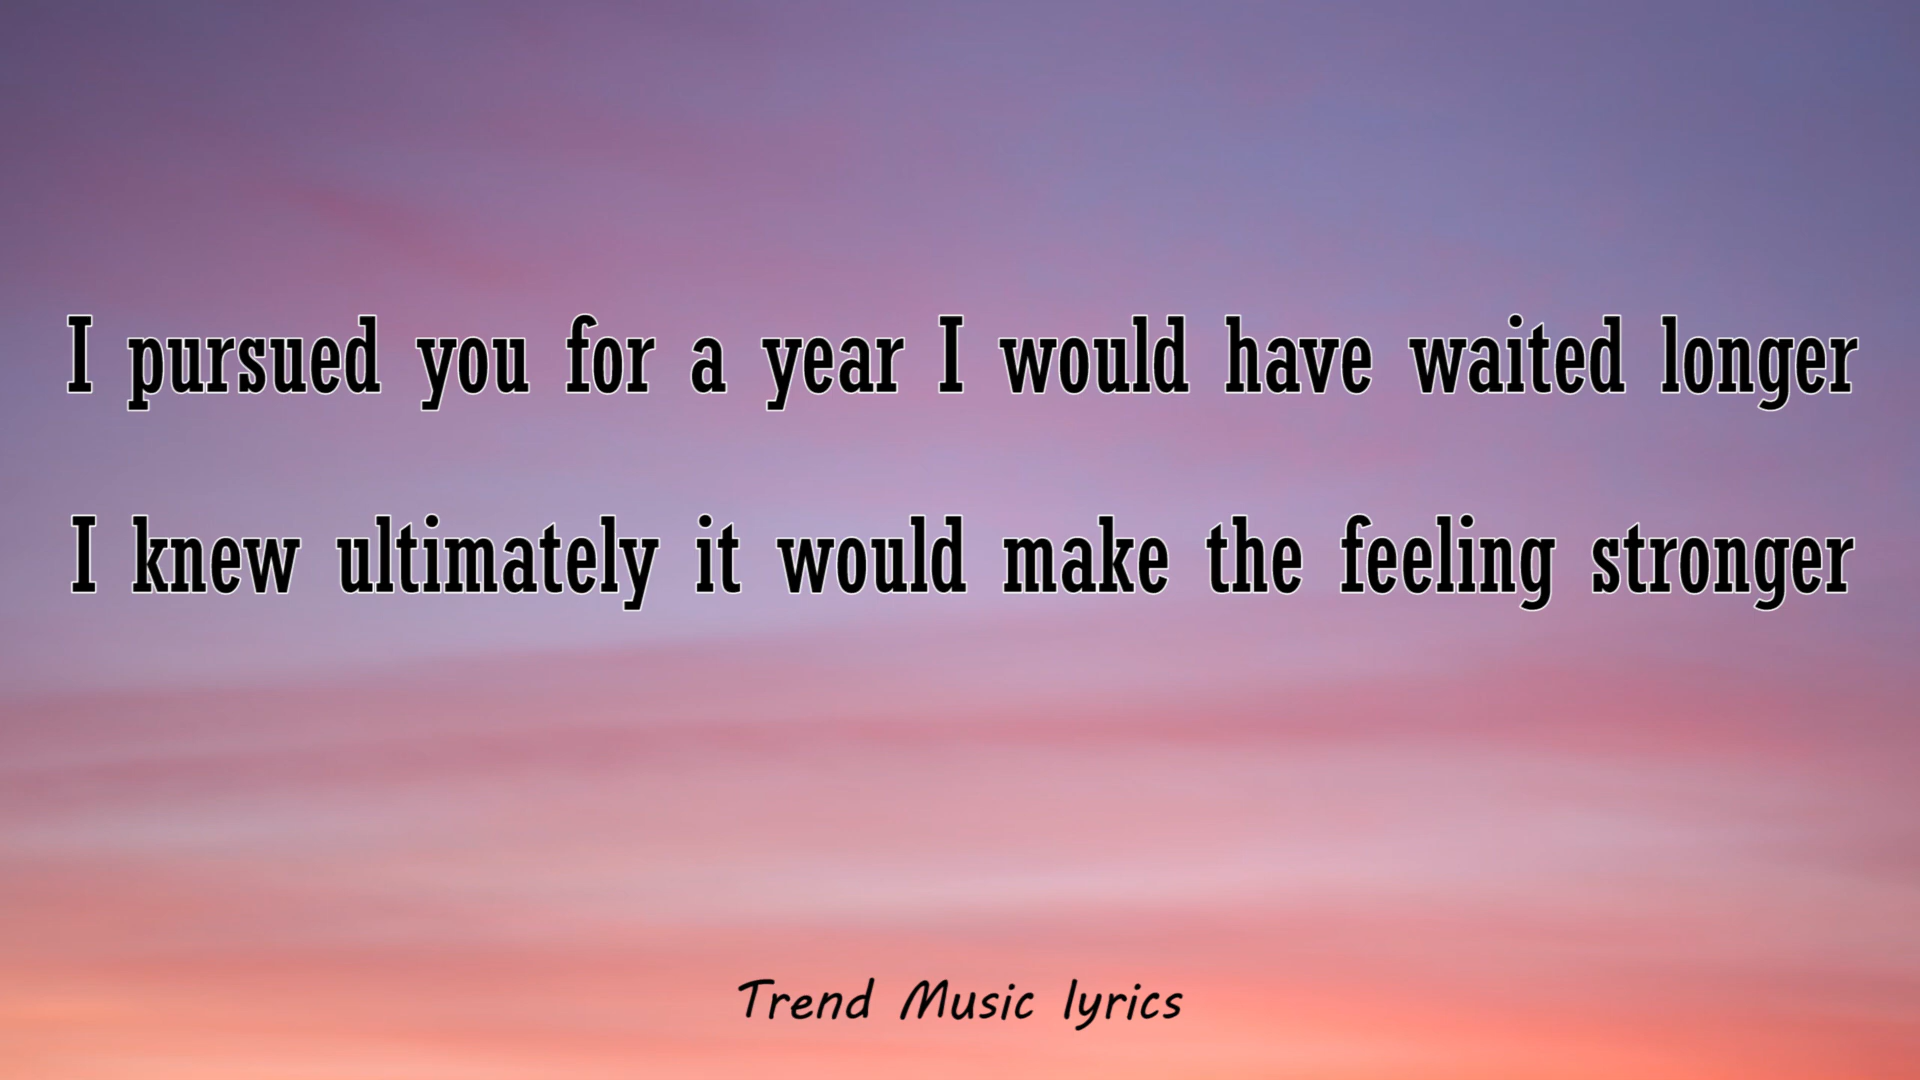 I pursued you for a year I would have waited longer
I knew ultimately it would make the feeling stronger
Trend Music lyrics